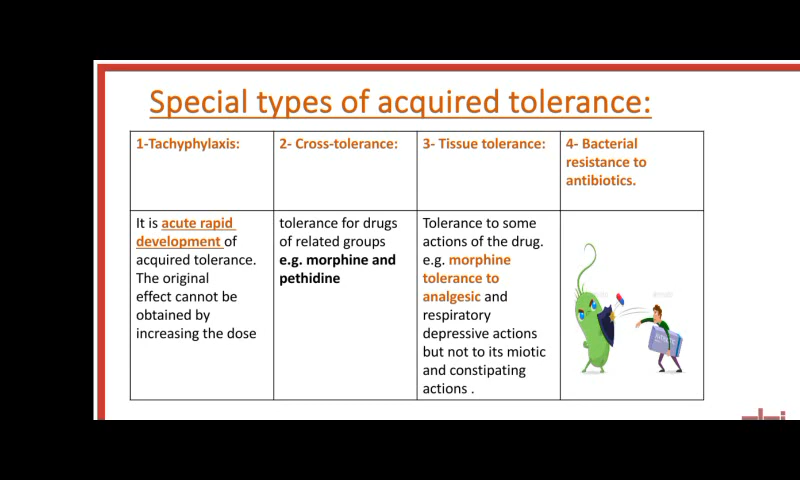 Special types of acquired tolerance:
1-Tachyphylaxis:
2- Cross-tolerance:
3- Tissue tolerance:
4- Bacterial
resistance to
antibiotics.
It is acute rapid
development of
acquired tolerance.
The original
effect cannot be
obtained by
increasing the dose
tolerance for drugs
of related groups
e.g. morphine and
pethidine
Tolerance to some
actions of the drug.
e.g. morphine
tolerance to
analgesic and
respiratory
depressive actions
but not to its miotic
and constipating
actions .